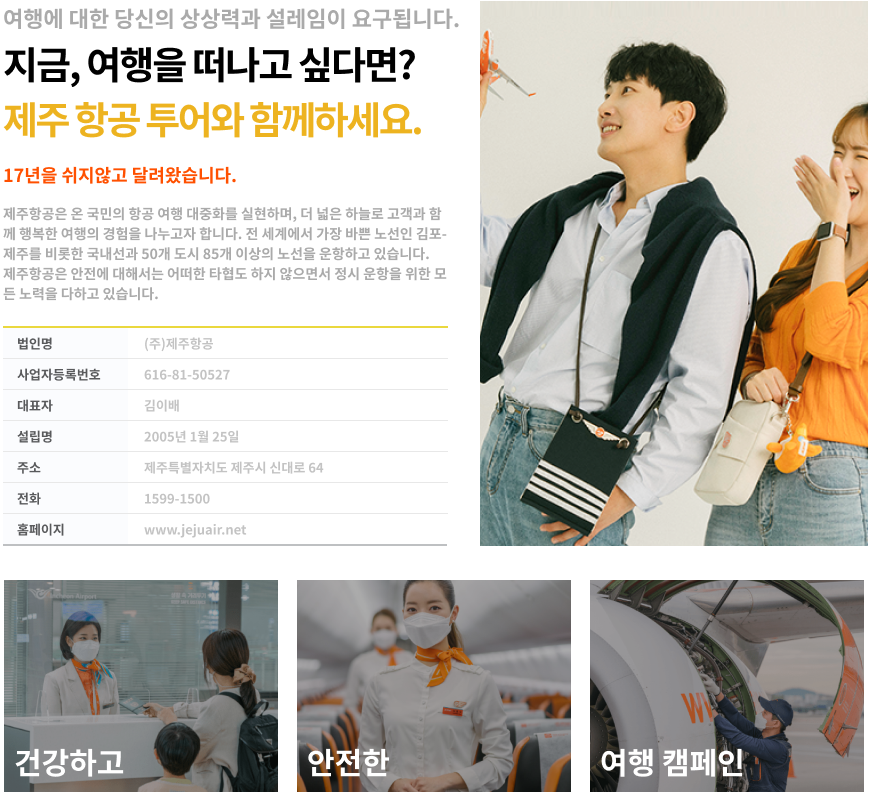 여행에 대한 당신의 상상력과 설레임이 요구됩니다.
지금, 여행을 떠나고 싶다면?
제주 항공 투어와 함께하세요.
17년을 쉬지않고 달려왔습니다.
제주항공은 온 국민의 항공 여행 대중화를 실현하며, 더 넓은 하늘로 고객과 함
께 행복한 여행의 경험을 나누고자 합니다. 전 세계에서 가장 바쁜 노선인 김포-
제주를 비롯한 국내선과 50개 도시 85개 이상의 노선을 운항하고 있습니다.
제주항공은 안전에 대해서는 어떠한 타협도 하지 않으면서 정시 운항을 위한 모
든 노력을 다하고 있습니다.
법인명 (주)제주항공
사업자등록번호 616-81-50527
대표자 김이배
설립명 2005년 1월 25일
주소 제주특별자치도 제주시 신대로 64
전화 1599-1500
홈페이지 www.jejuair.net
건강하고
안전한
여행 캠페인